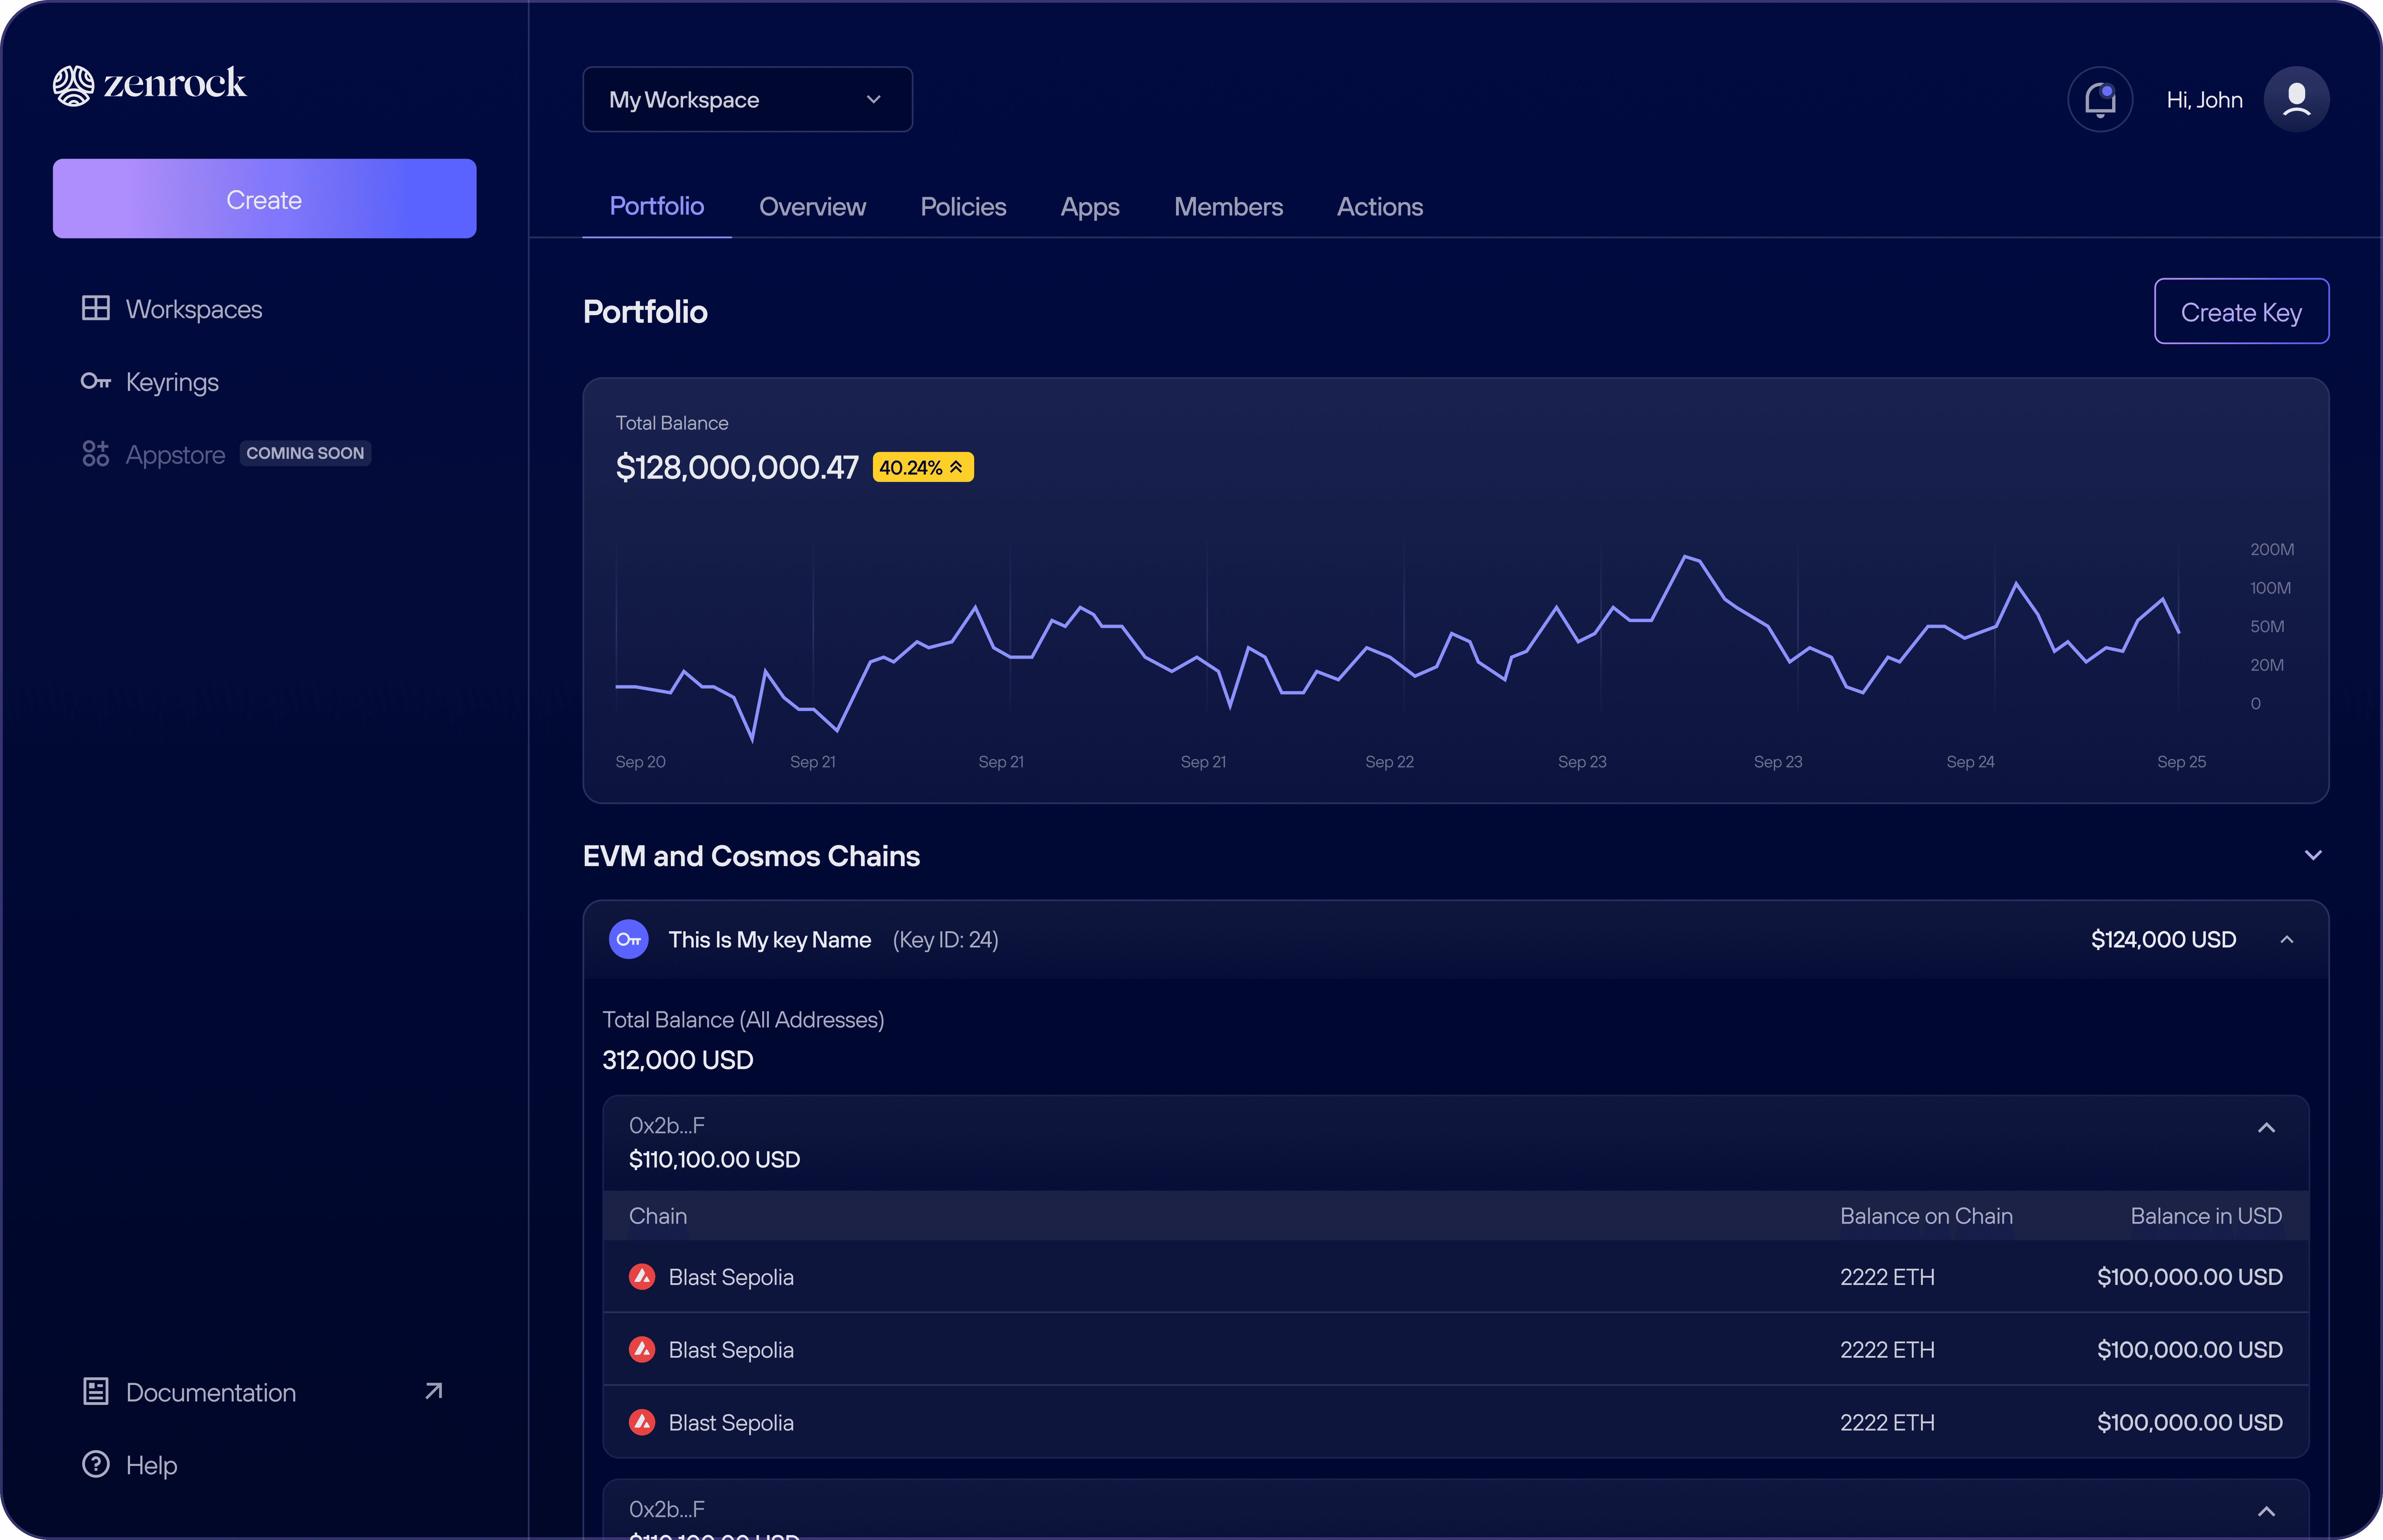 zenrock
Create
Workspaces
Keyrings
Appstore COMING SOON
Documentation
Help
My Workspace
Hi, John
Portfolio Overview Policies Apps Members Actions
Portfolio
Create Key
Total Balance
$128,000,000.47 40.24%
200M
100M
50M
20M
0
Sep 20 Sep 21 Sep 21 Sep 21 Sep 22 Sep 23 Sep 23 Sep 24 Sep 25
EVM and Cosmos Chains
This Is My key Name (Key ID: 24) $124,000 USD
Total Balance (All Addresses)
312,000 USD
0x2b...F
$110,100.00 USD
Chain Balance on Chain Balance in USD
Blast Sepolia 2222 ETH $100,000.00 USD
Blast Sepolia 2222 ETH $100,000.00 USD
Blast Sepolia 2222 ETH $100,000.00 USD
0x2b...F